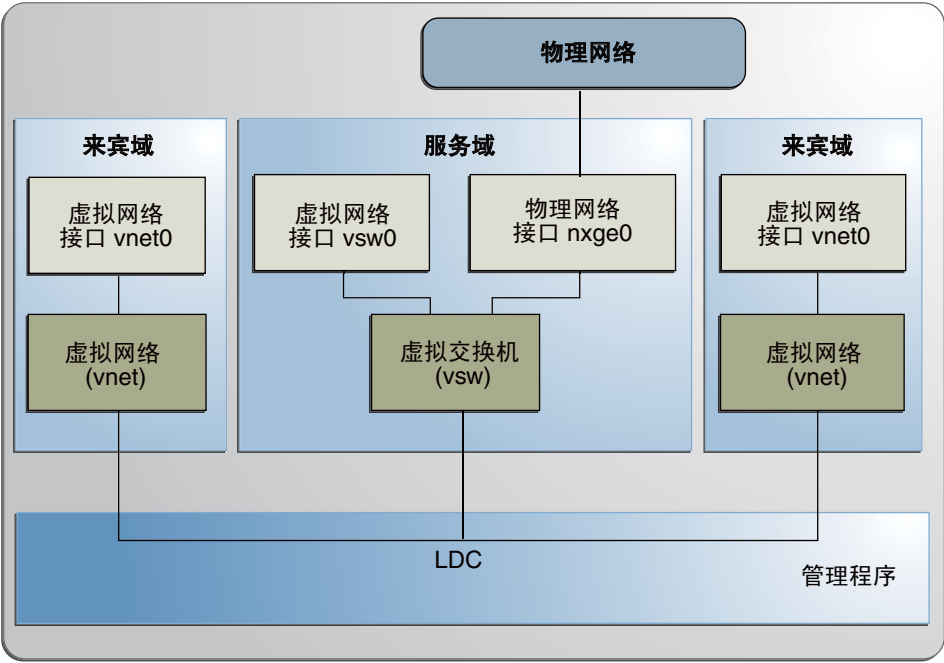 物理网络
来宾域
虚拟网络
接口 vnet0
虚拟网络
(vnet)
服务域
虚拟网络
接口 vsw0
物理网络
接口 nxge0
虚拟交换机
(vsw)
来宾域
虚拟网络
接口 vnet0
虚拟网络
(vnet)
LDC
管理程序